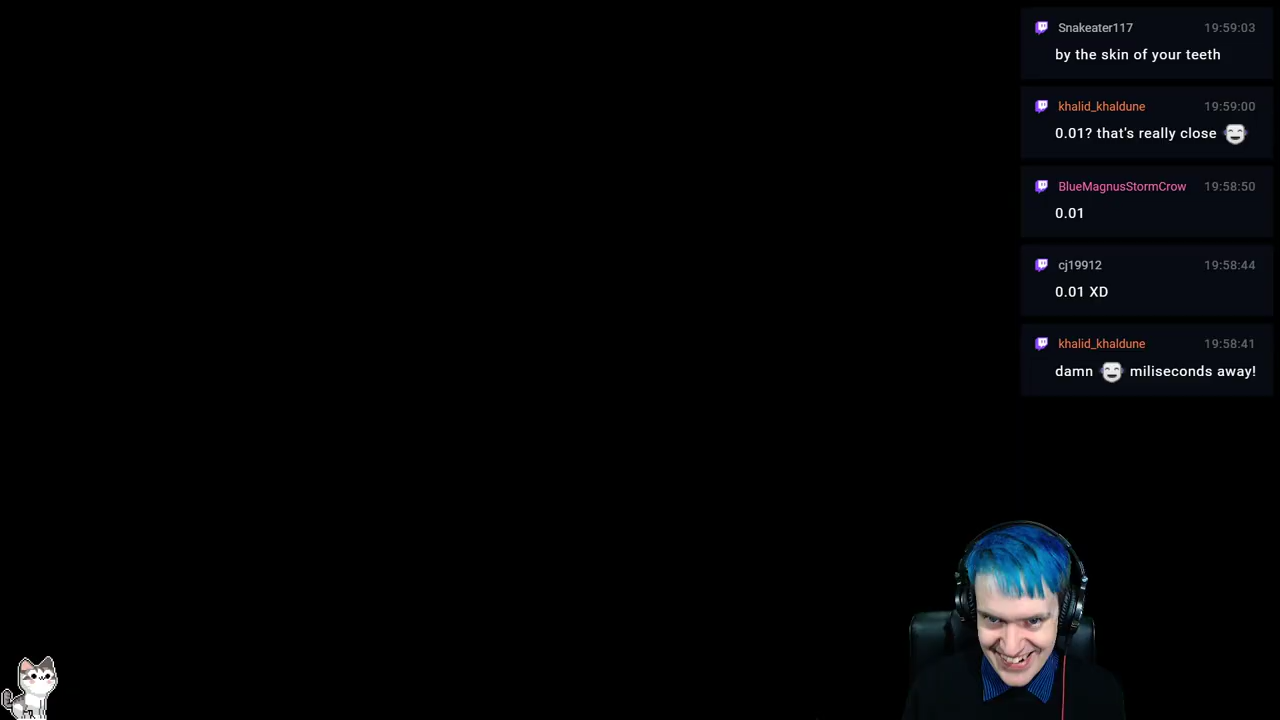 Snakeater117 19:59:03
by the skin of your teeth
khalid_khaldune 19:59:00
0.01? that's really close
BlueMagnusStormCrow 19:58:50
0.01
cj19912 19:58:44
0.01 XD
khalid_khaldune 19:58:41
damn miliseconds away!